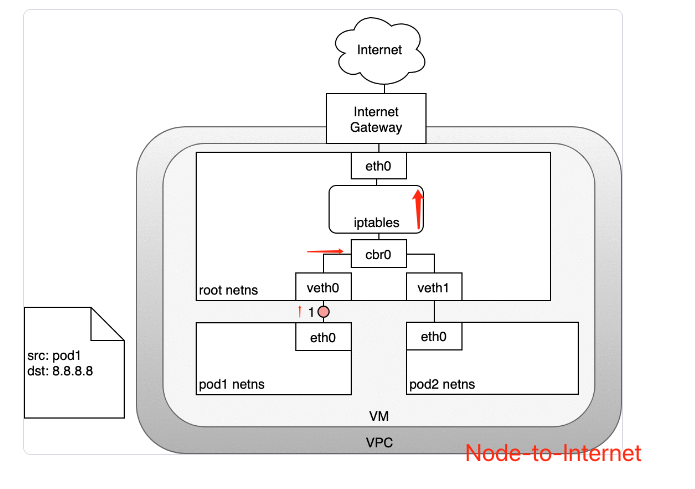 Internet
Internet
Gateway
eth0
iptables
cbr0
root netns
veth0
veth1
1
eth0
eth0
src: pod1
dst: 8.8.8.8
pod1 netns
pod2 netns
VM
VPC
Node-to-Internet